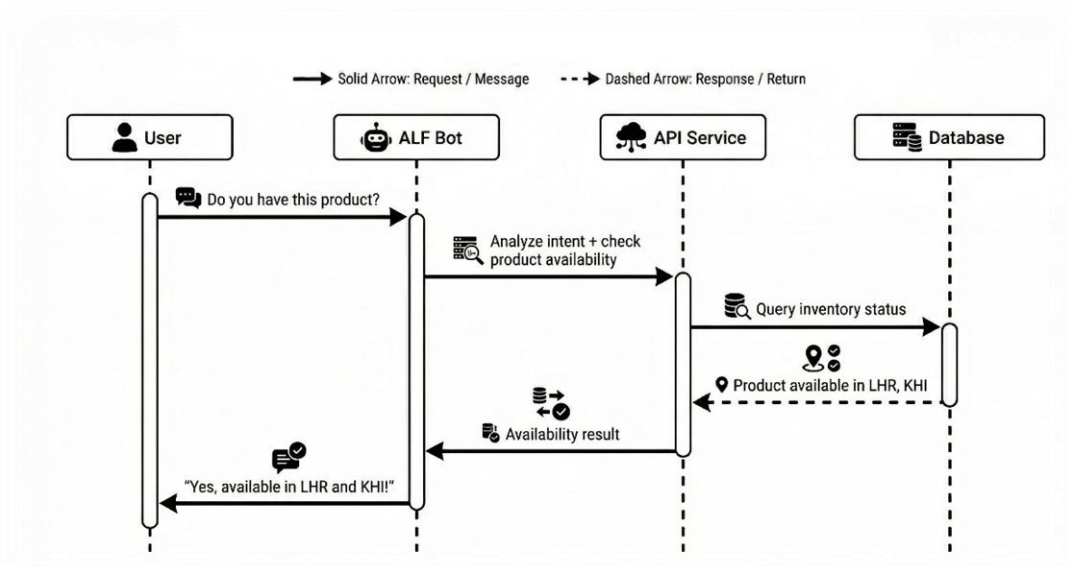 Solid Arrow: Request / Message
Dashed Arrow: Response / Return
User
ALF Bot
API Service
Database
Do you have this product?
Analyze intent + check
product availability
Query inventory status
Product available in LHR, KHI
Availability result
“Yes, available in LHR and KHI!”